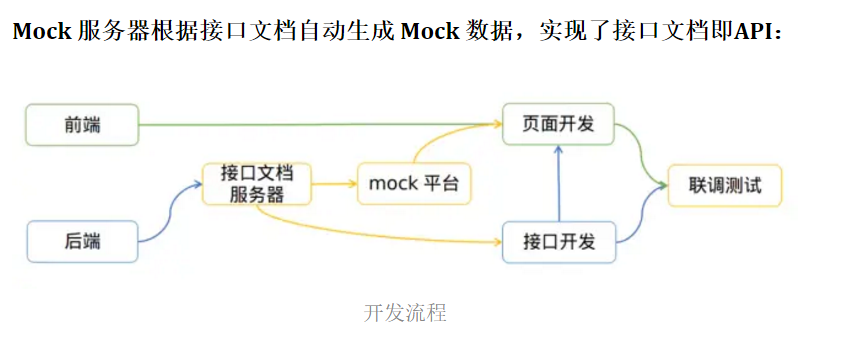 Mock 服务器根据接口文档自动生成 Mock 数据，实现了接口文档即API：
前端
页面开发
接口文档
服务器
mock 平台
联调测试
后端
接口开发
开发流程